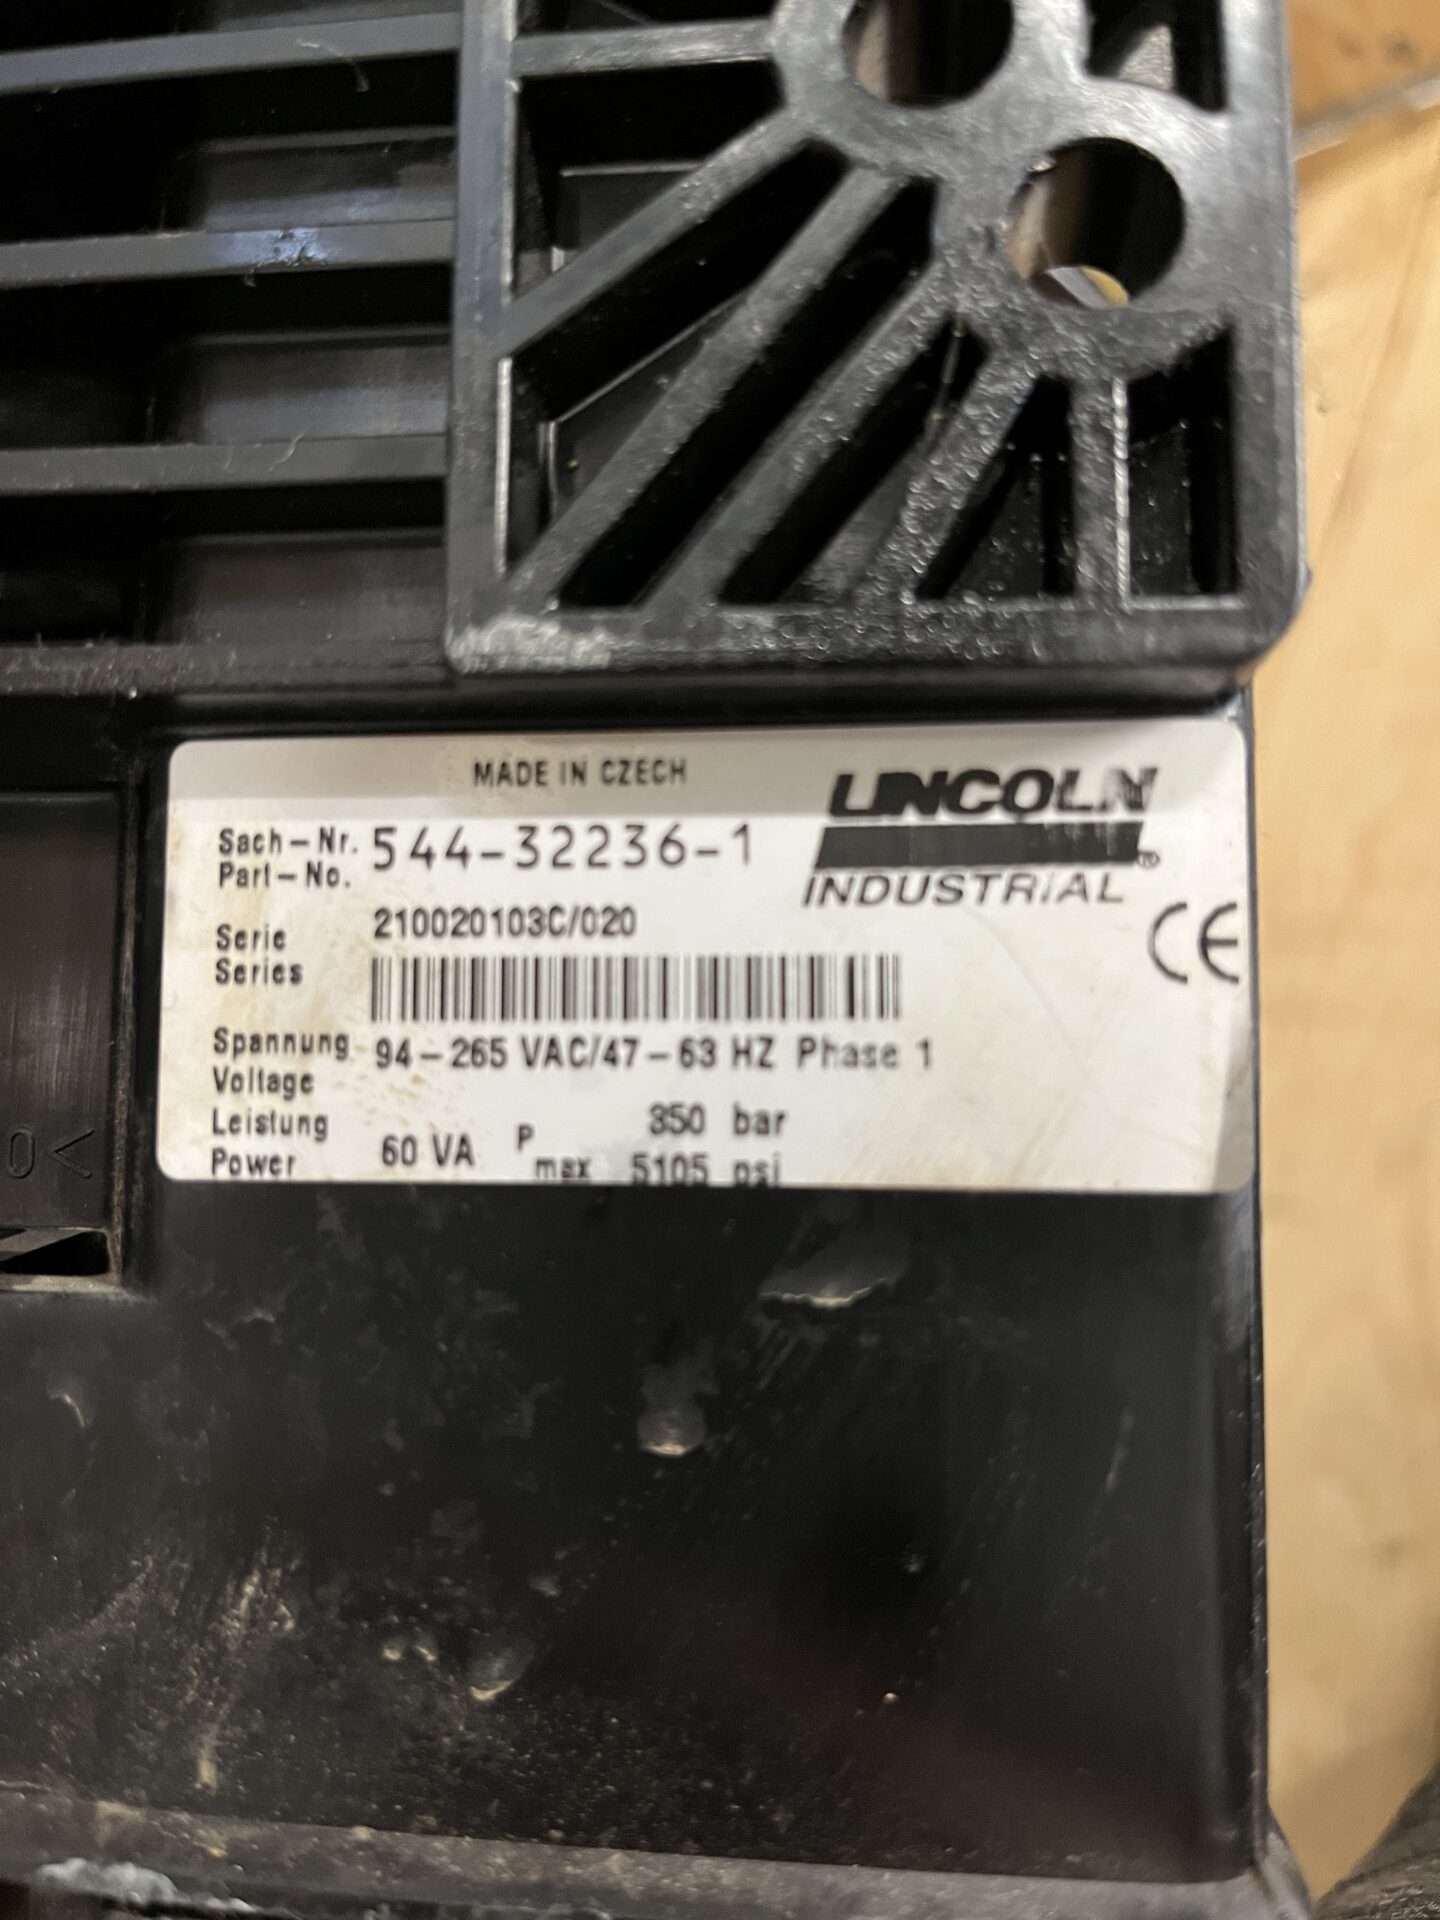 MADE IN CZECH
LINCOLN
INDUSTRIAL
®
CE
Sach-Nr. 544-32236-1
Part-No.
Serie 210020103C/020
Series
Spannung 94-265 VAC/47-63 HZ Phase 1
Voltage
Leistung 350 bar
Power 60 VA P max 5105 psi